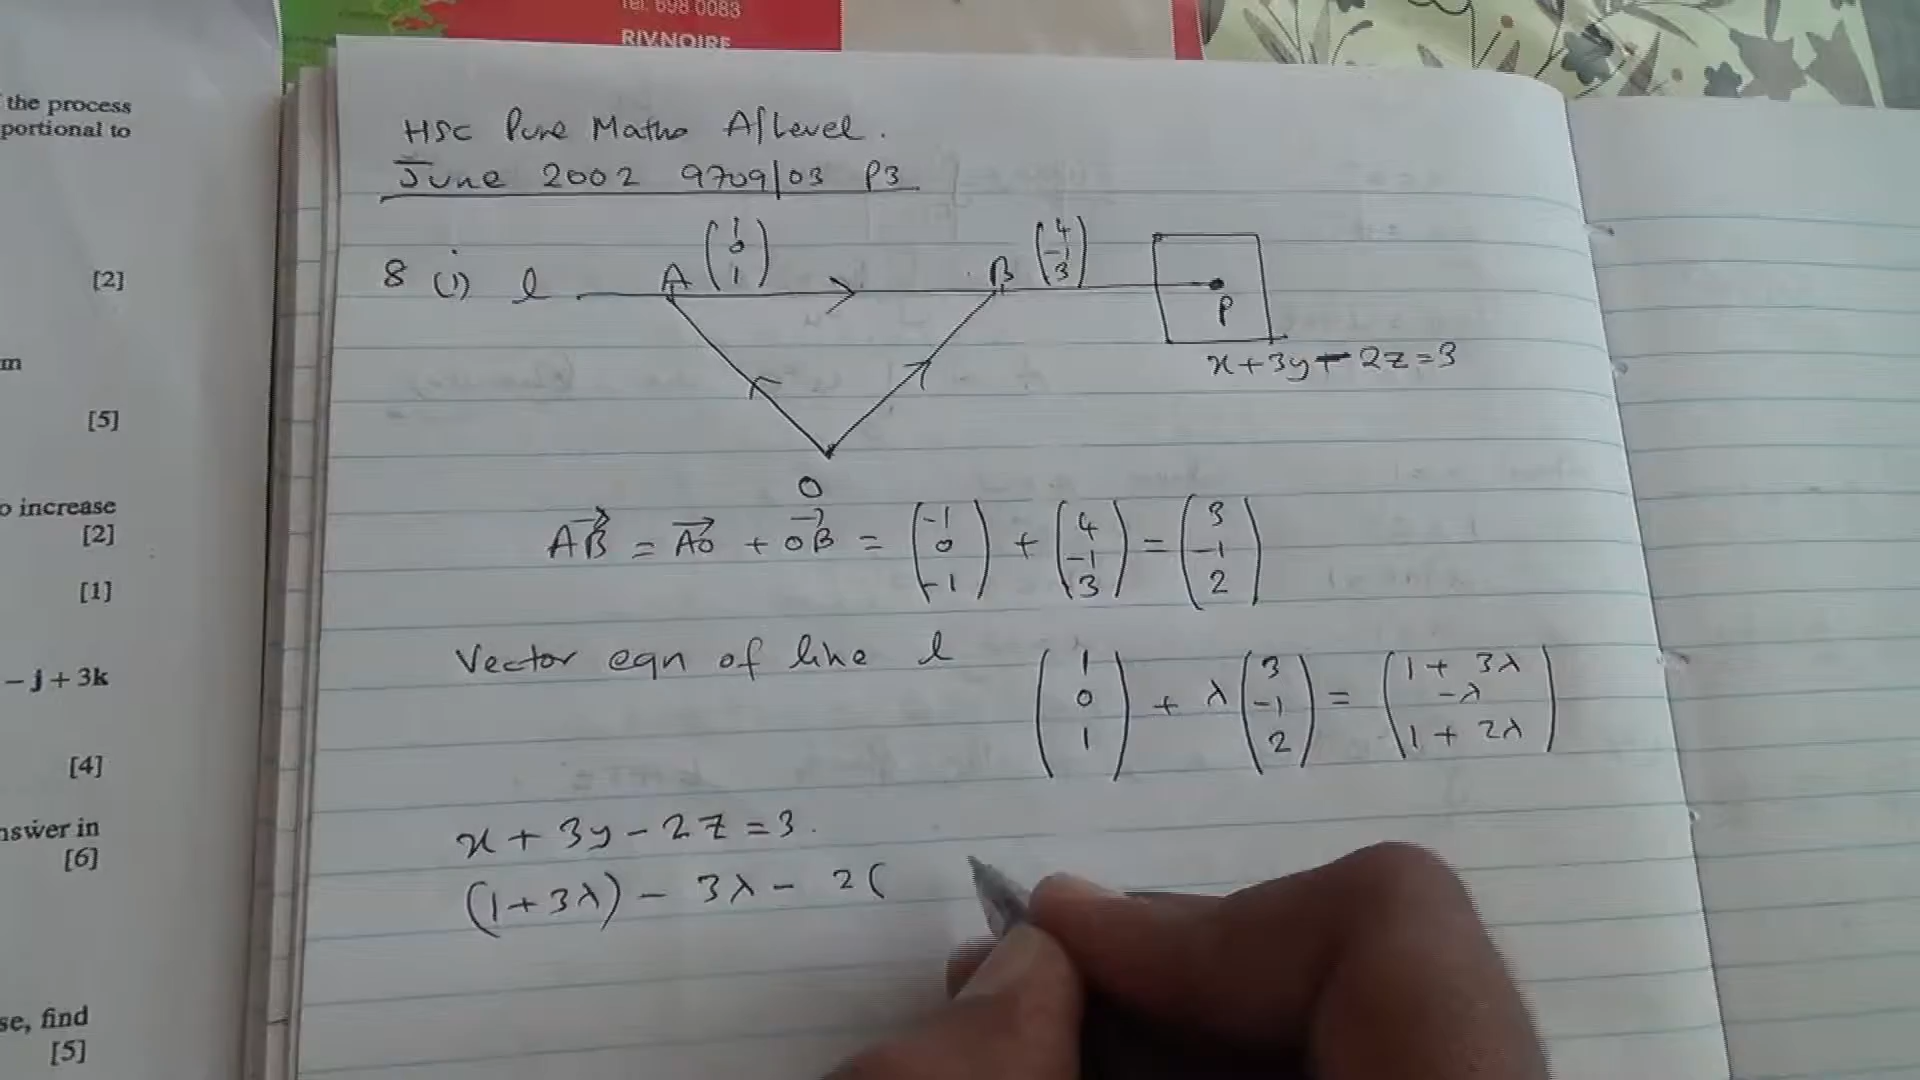 Tel. 698 0083
RIV.NOIRE
the process
portional to
[2]
m
[5]
o increase
[2]
[1]
– j + 3k
[4]
nswer in
[6]
se, find
[5]
HSC Pure Maths A/Level.
June 2002 9709/03 P3
8 (i) l A (1 0 1) B (4 -1 3)
P
x + 3y - 2z = 3
O
AB = AO + OB = (-1 0 -1) + (4 -1 3) = (3 -1 2)
Vector eqn of line l (1 0 1) + λ (3 -1 2) = (1 + 3λ -λ 1 + 2λ)
x + 3y - 2z = 3.
(1 + 3λ) - 3λ - 2 (